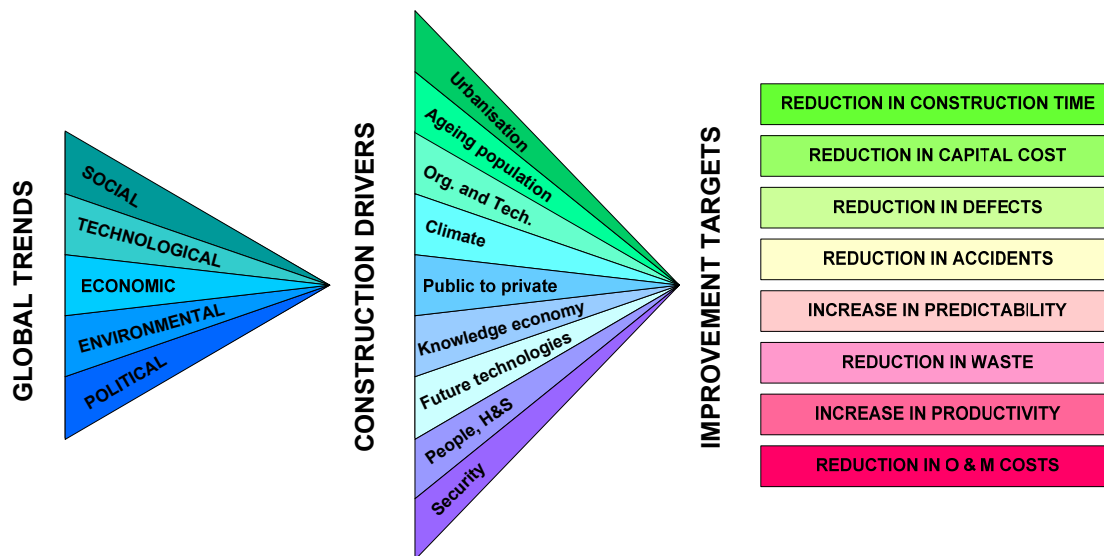 GLOBAL TRENDS
SOCIAL
TECHNOLOGICAL
ECONOMIC
ENVIRONMENTAL
POLITICAL
CONSTRUCTION DRIVERS
Urbanisation
Ageing population
Org. and Tech.
Climate
Public to private
Knowledge economy
Future technologies
People, H&S
Security
IMPROVEMENT TARGETS
REDUCTION IN CONSTRUCTION TIME
REDUCTION IN CAPITAL COST
REDUCTION IN DEFECTS
REDUCTION IN ACCIDENTS
INCREASE IN PREDICTABILITY
REDUCTION IN WASTE
INCREASE IN PRODUCTIVITY
REDUCTION IN O & M COSTS